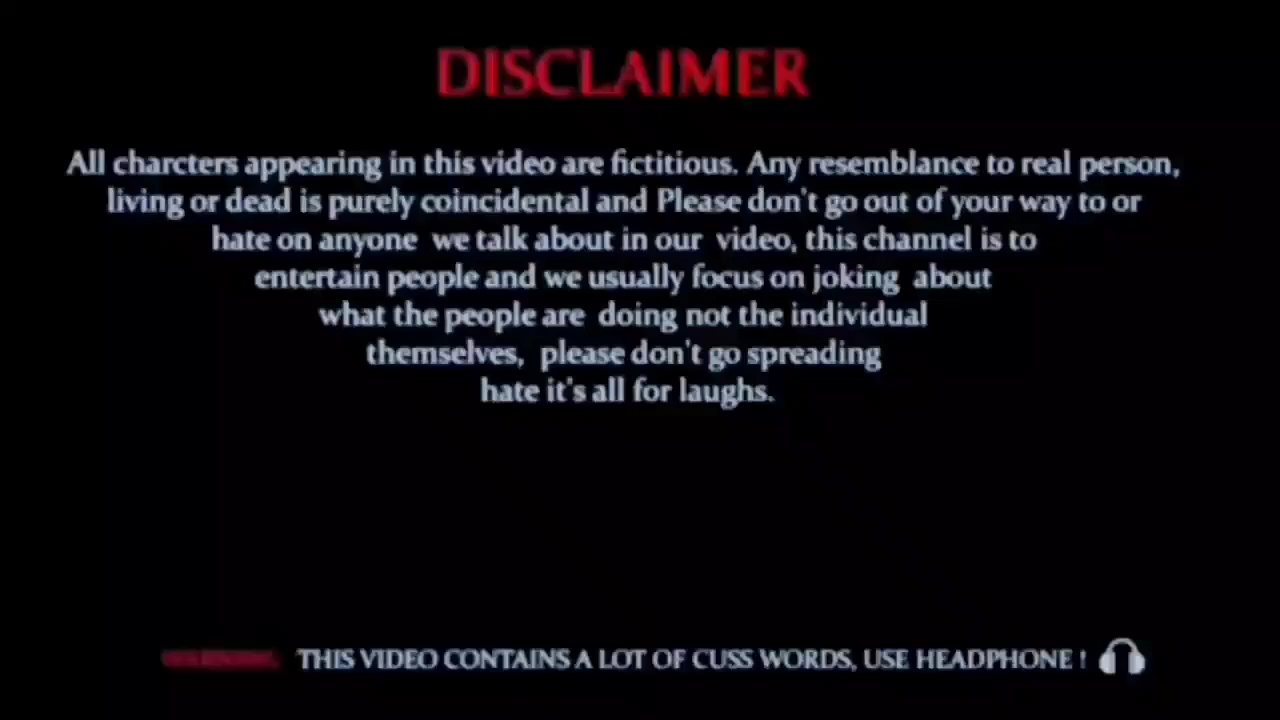 DISCLAIMER
All charcters appearing in this video are fictitious. Any resemblance to real person,
living or dead is purely coincidental and Please don't go out of your way to or
hate on anyone we talk about in our video, this channel is to
entertain people and we usually focus on joking about
what the people are doing not the individual
themselves, please don't go spreading
hate it's all for laughs.
THIS VIDEO CONTAINS A LOT OF CUSS WORDS, USE HEADPHONE !